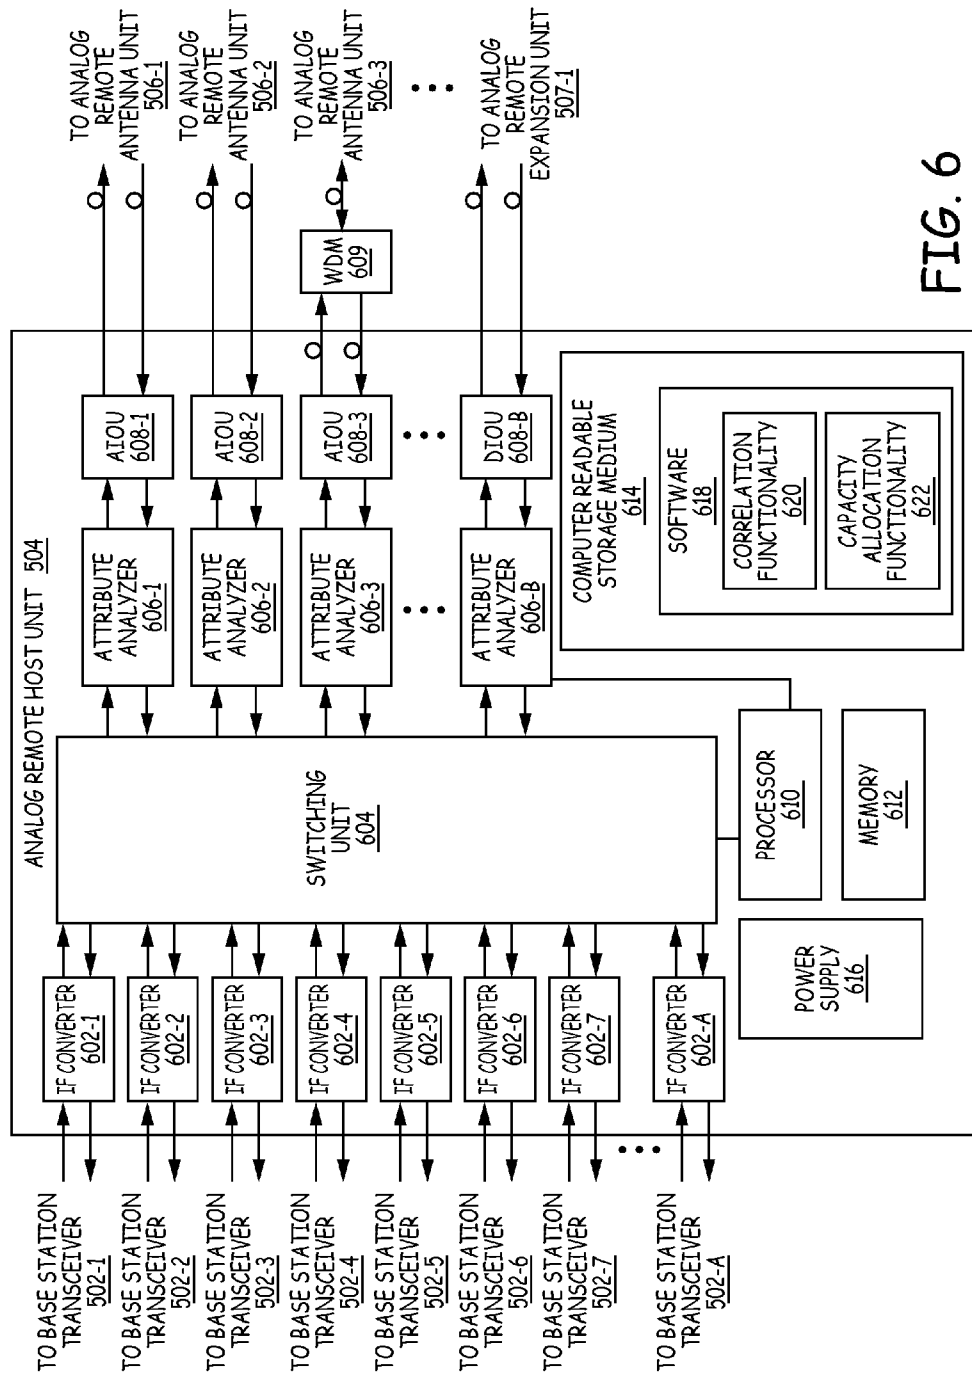 ANALOG REMOTE HOST UNIT 504
TO BASE STATION
TRANSCEIVER
502-1
TO BASE STATION
TRANSCEIVER
502-2
TO BASE STATION
TRANSCEIVER
502-3
TO BASE STATION
TRANSCEIVER
502-4
TO BASE STATION
TRANSCEIVER
502-5
TO BASE STATION
TRANSCEIVER
502-6
TO BASE STATION
TRANSCEIVER
502-7
TO BASE STATION
TRANSCEIVER
502-A
IF CONVERTER
602-1
IF CONVERTER
602-2
IF CONVERTER
602-3
IF CONVERTER
602-4
IF CONVERTER
602-5
IF CONVERTER
602-6
IF CONVERTER
602-7
IF CONVERTER
602-A
SWITCHING
UNIT
604
ATTRIBUTE
ANALYZER
606-1
ATTRIBUTE
ANALYZER
606-2
ATTRIBUTE
ANALYZER
606-3
ATTRIBUTE
ANALYZER
606-B
AIOU
608-1
AIOU
608-2
AIOU
608-3
DIOU
608-B
WDM
609
TO ANALOG
REMOTE
ANTENNA UNIT
506-1
TO ANALOG
REMOTE
ANTENNA UNIT
506-2
TO ANALOG
REMOTE
ANTENNA UNIT
506-3
TO ANALOG
REMOTE
EXPANSION UNIT
507-1
POWER
SUPPLY
616
PROCESSOR
610
MEMORY
612
COMPUTER READABLE
STORAGE MEDIUM
614
SOFTWARE
618
CORRELATION
FUNCTIONALITY
620
CAPACITY
ALLOCATION
FUNCTIONALITY
622
FIG. 6